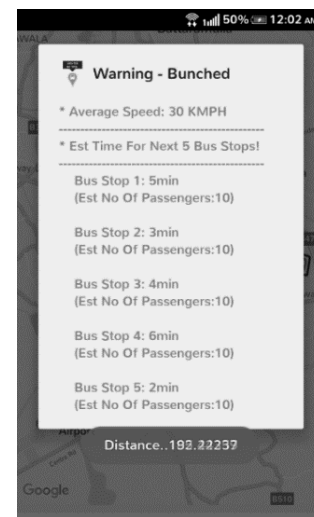 50% 12:02 AM
Warning - Bunched
* Average Speed: 30 KMPH
* Est Time For Next 5 Bus Stops!
Bus Stop 1: 5min
(Est No Of Passengers:10)
Bus Stop 2: 3min
(Est No Of Passengers:10)
Bus Stop 3: 4min
(Est No Of Passengers:10)
Bus Stop 4: 6min
(Est No Of Passengers:10)
Bus Stop 5: 2min
(Est No Of Passengers:10)
Distance..192.22237
Google